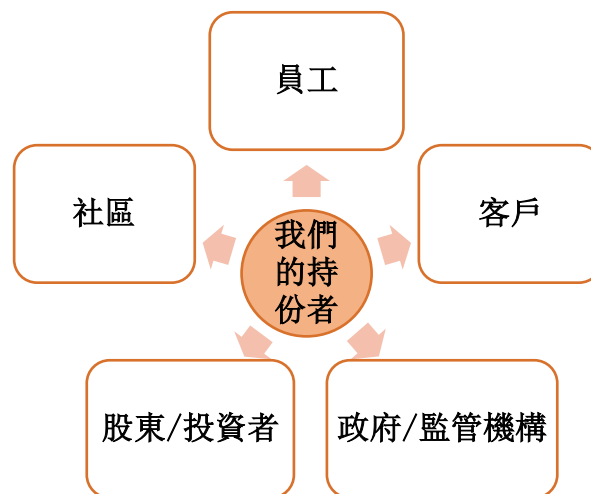 員工
社區
客戶
我們
的持
份者
股東/投資者
政府/監管機構